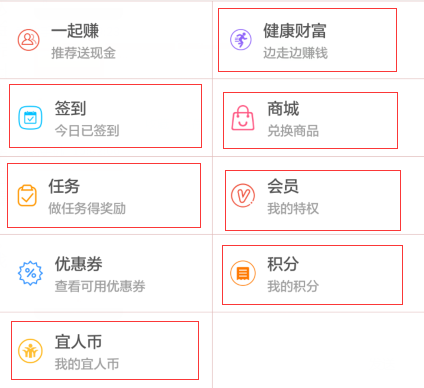 一起赚
推荐送现金
健康财富
边走边赚钱
签到
今日已签到
商城
兑换商品
任务
做任务得奖励
会员
我的特权
优惠券
查看可用优惠券
积分
我的积分
宜人币
我的宜人币